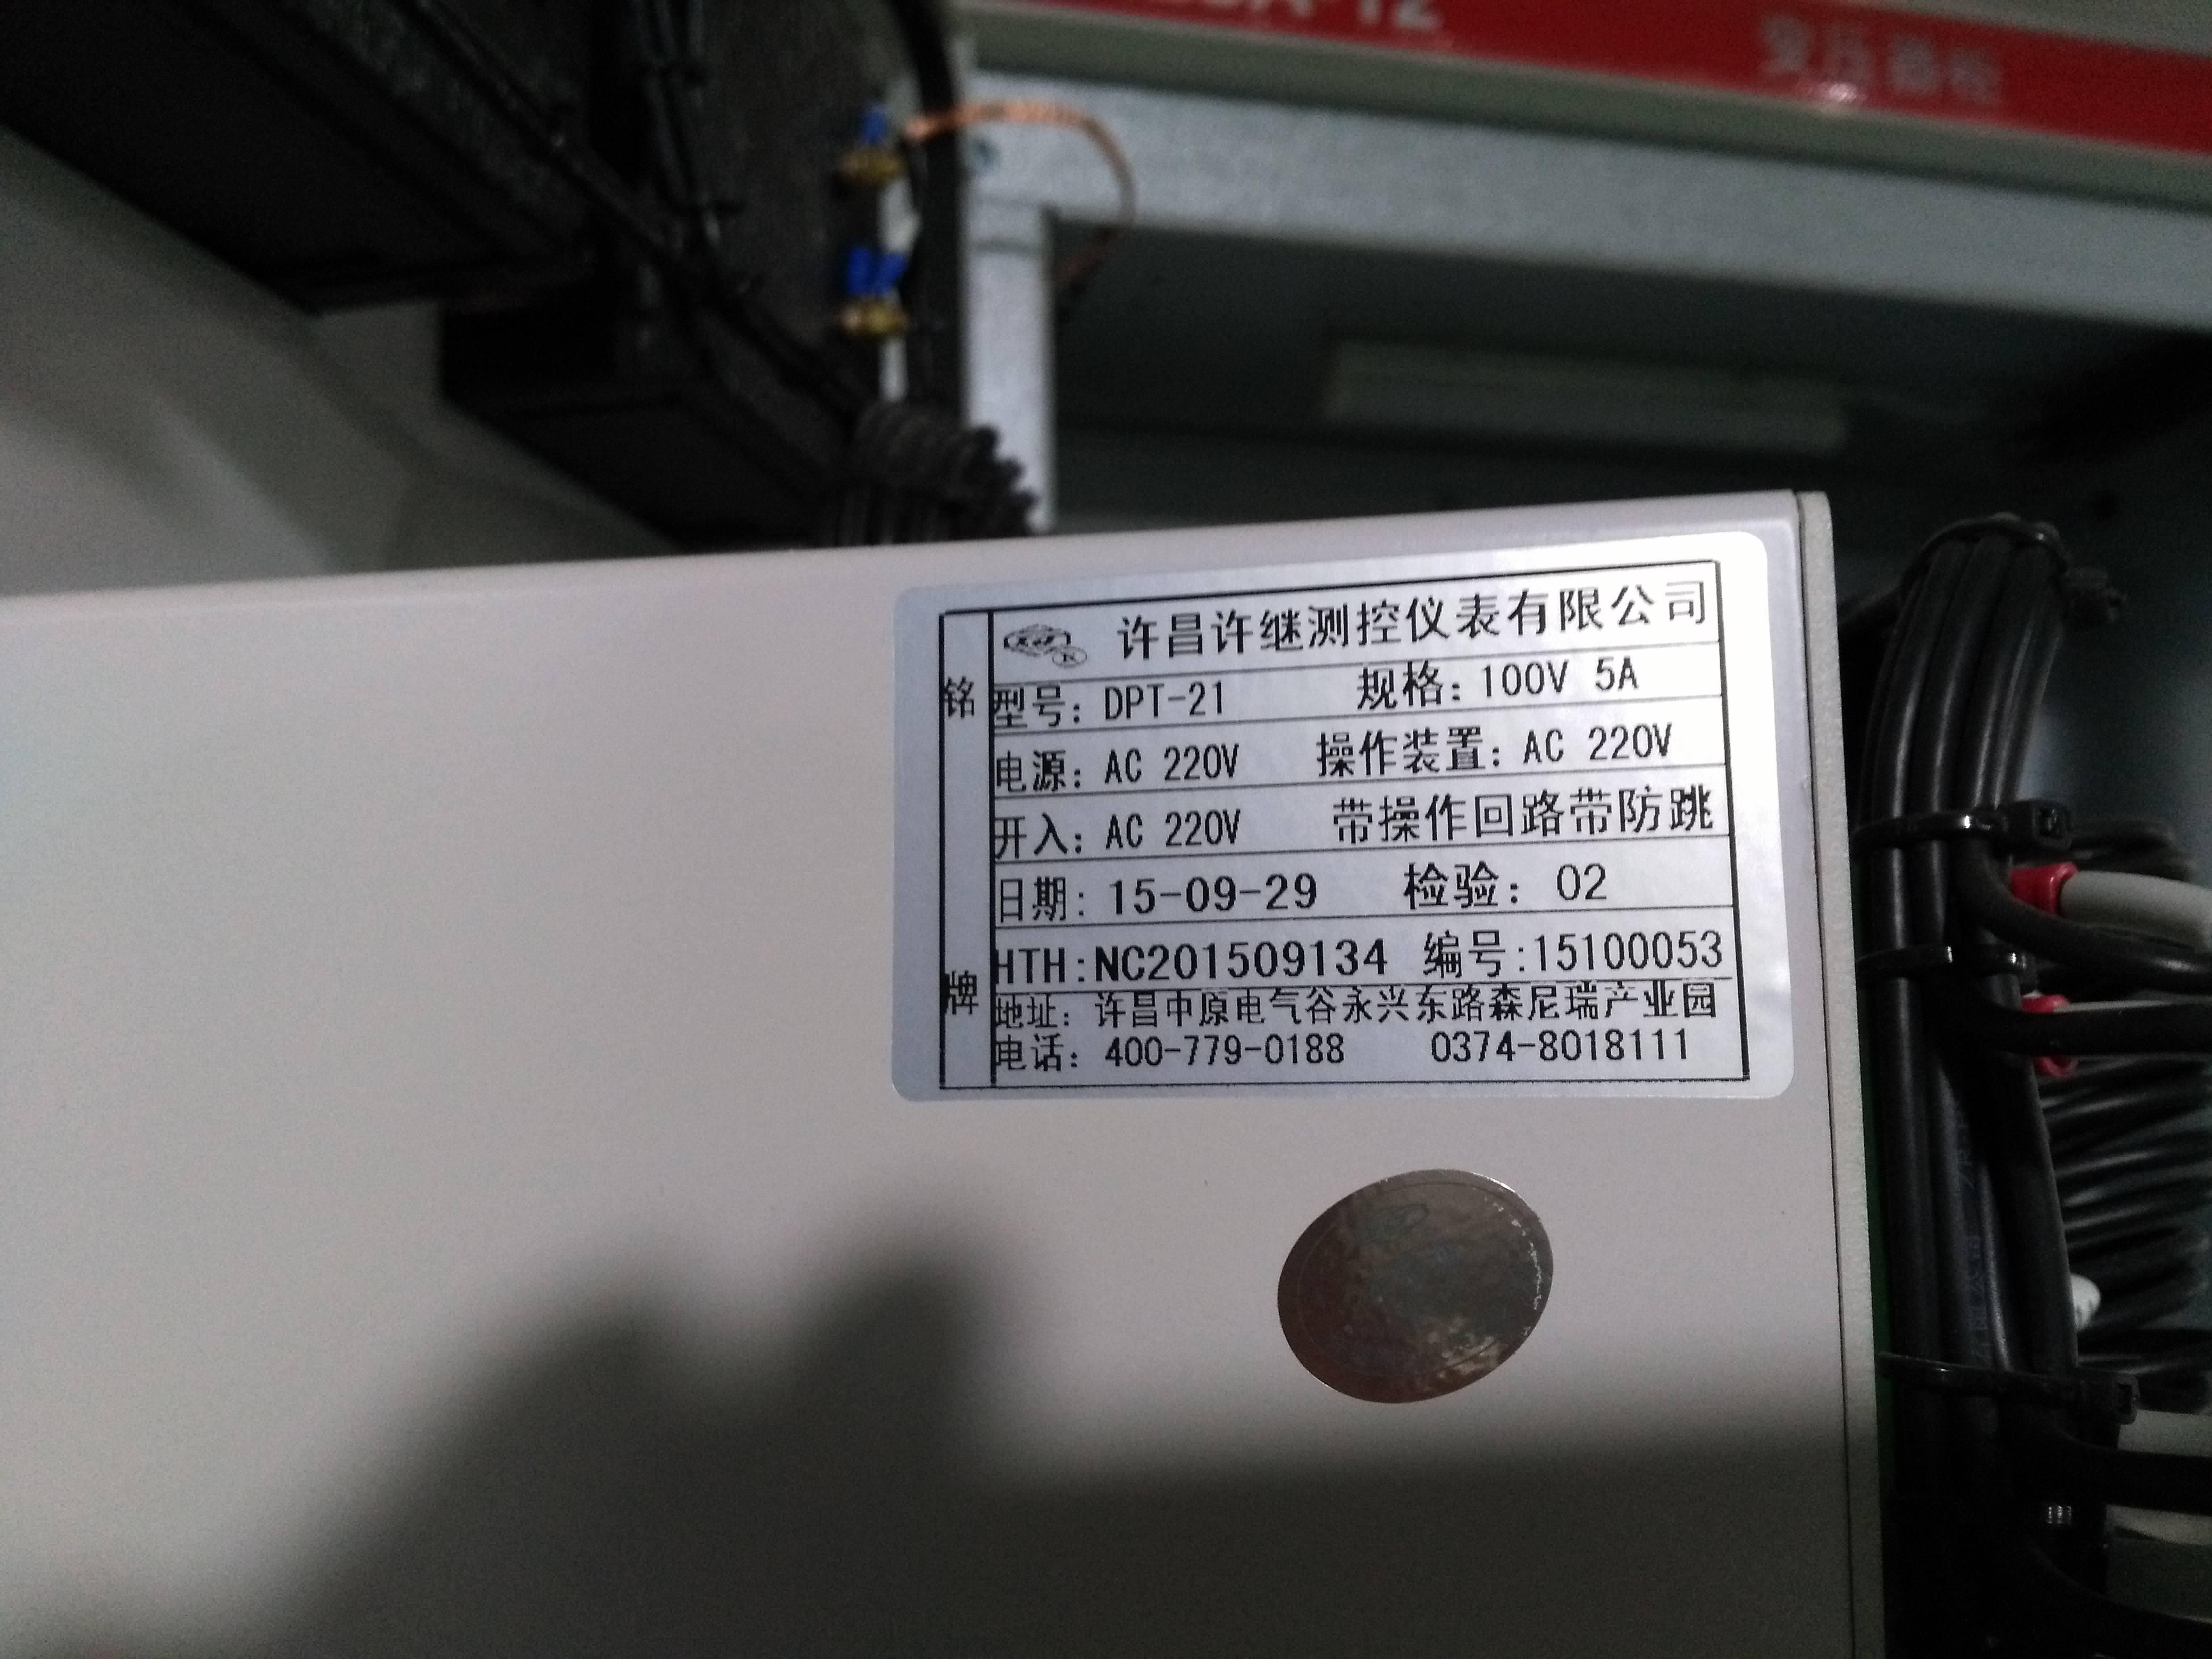 变压器柜
许昌许继测控仪表有限公司
铭牌
型号: DPT-21 规格: 100V 5A
电源: AC 220V 操作装置: AC 220V
开入: AC 220V 带操作回路带防跳
日期: 15-09-29 检验: 02
HTH:NC201509134 编号:15100053
地址: 许昌中原电气谷永兴东路森尼瑞产业园
电话: 400-779-0188 0374-8018111